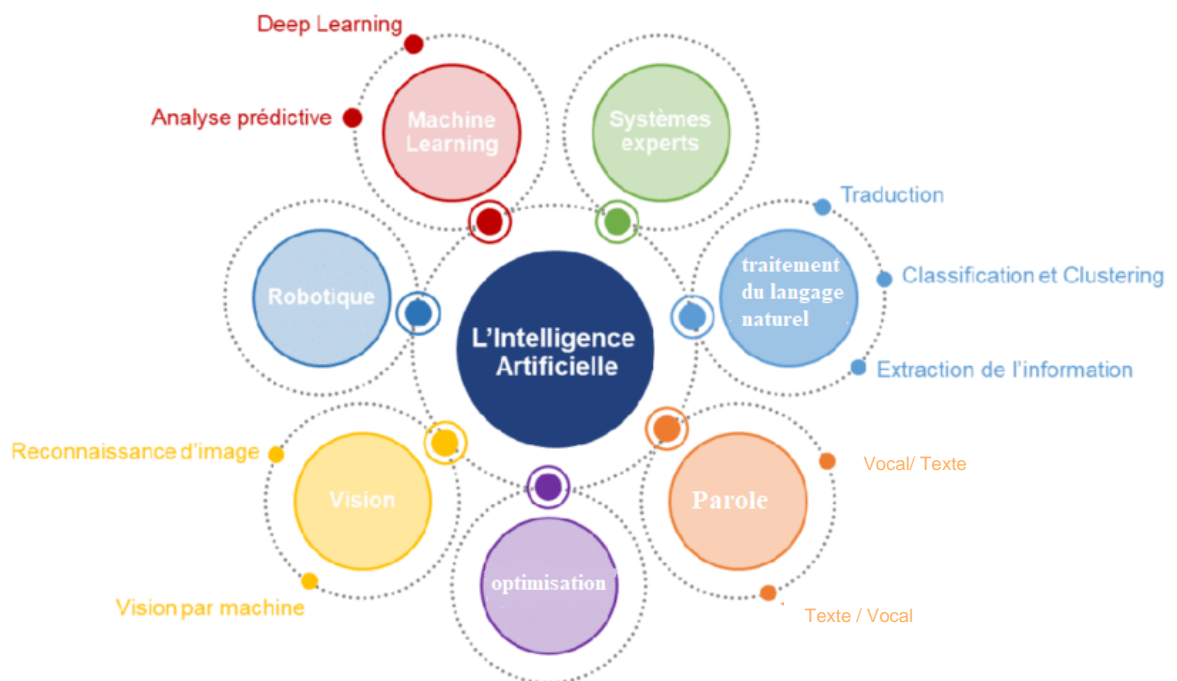 Deep Learning
Analyse prédictive
Machine
Learning
Systèmes
experts
Traduction
Classification et Clustering
Extraction de l'information
traitement
du langage
naturel
Robotique
L'Intelligence
Artificielle
Reconnaissance d'image
Vision
Vision par machine
optimisation
Parole
Vocal/ Texte
Texte / Vocal